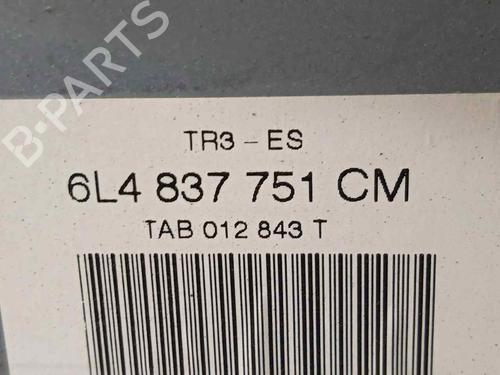 B-PARTS
TR3 - ES
6L4 837 751 CM
TAB 012 843 T